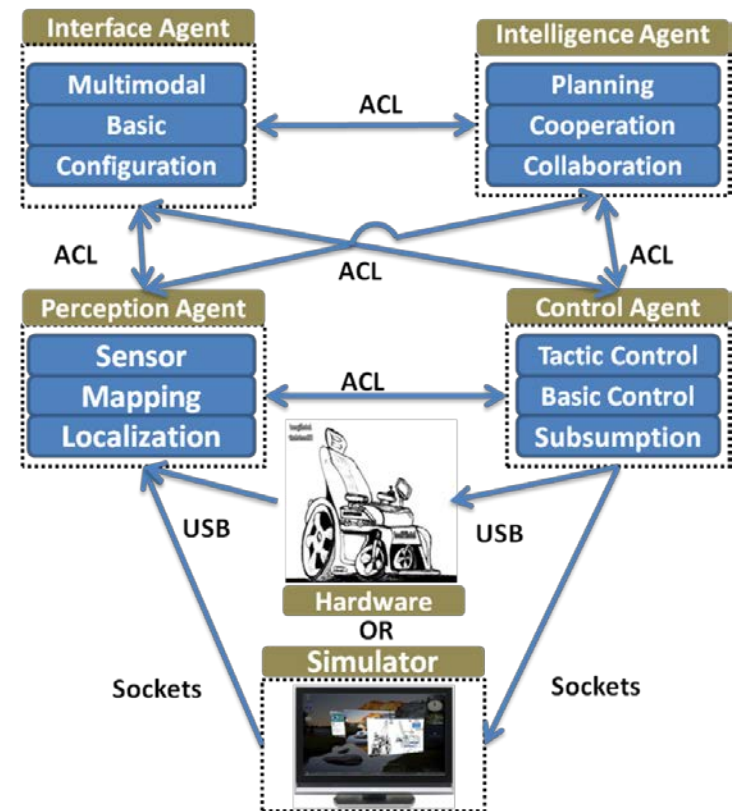 Interface Agent
Intelligence Agent
Multimodal
Basic
Configuration
ACL
Planning
Cooperation
Collaboration
ACL
ACL
ACL
Perception Agent
Control Agent
Sensor
Mapping
Localization
ACL
Tactic Control
Basic Control
Subsumption
USB
USB
Hardware
OR
Simulator
Sockets
Sockets